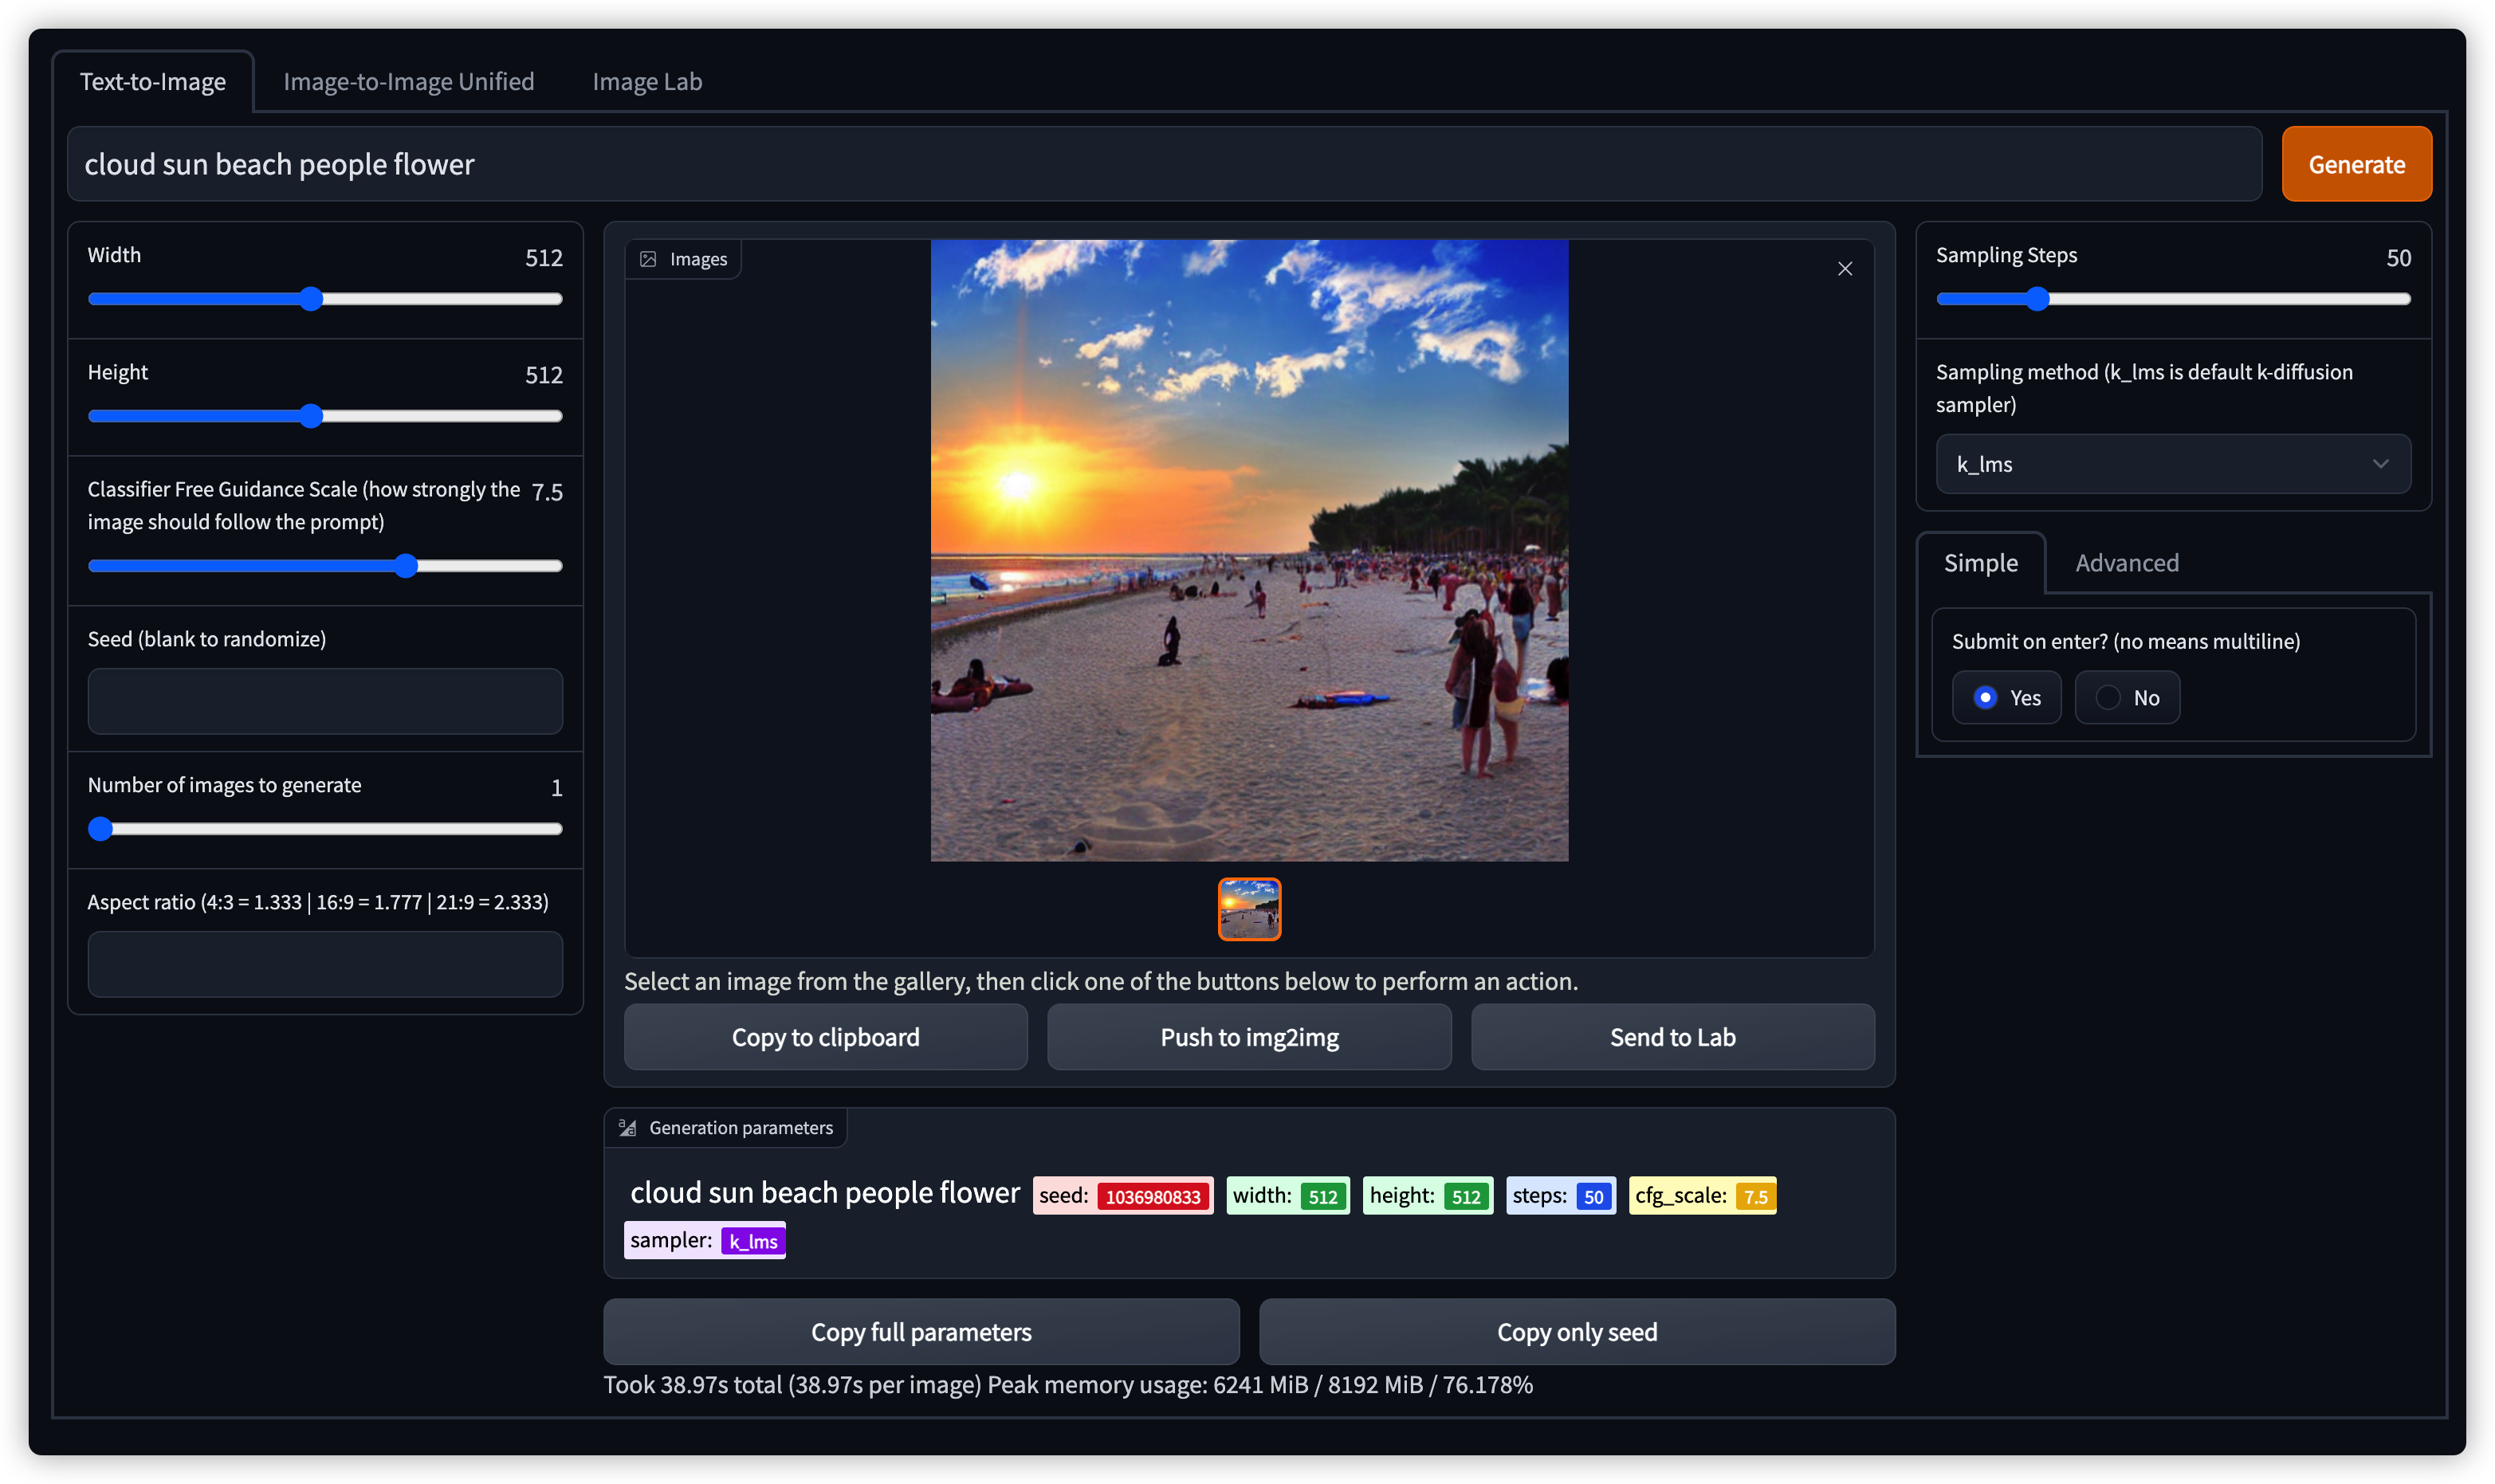 Text-to-Image
Image-to-Image Unified
Image Lab
cloud sun beach people flower
Generate
Width
512
Height
512
Classifier Free Guidance Scale (how strongly the
image should follow the prompt)
7.5
Seed (blank to randomize)
Number of images to generate
1
Aspect ratio (4:3 = 1.333 | 16:9 = 1.777 | 21:9 = 2.333)
Images
Select an image from the gallery, then click one of the buttons below to perform an action.
Copy to clipboard
Push to img2img
Send to Lab
Generation parameters
cloud sun beach people flower seed: 1036980833 width: 512 height: 512 steps: 50 cfg_scale: 7.5
sampler: k_lms
Copy full parameters
Copy only seed
Took 38.97s total (38.97s per image) Peak memory usage: 6241 MiB / 8192 MiB / 76.178%
Sampling Steps
50
Sampling method (k_lms is default k-diffusion
sampler)
k_lms
Simple
Advanced
Submit on enter? (no means multiline)
Yes
No